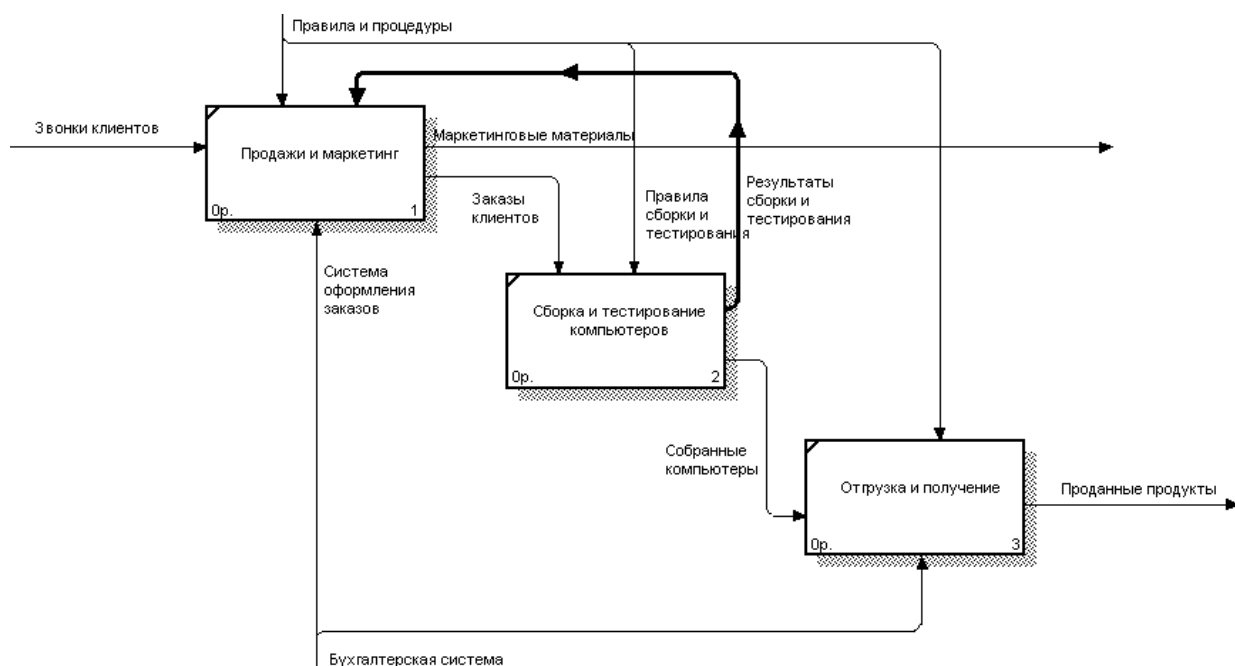 Правила и процедуры
Звонки клиентов
Маркетинговые материалы
Продажи и маркетинг
0р.
1
Заказы
клиентов
Правила
сборки и
тестирования
Результаты
сборки и
тестирования
Система
оформления
заказов
Сборка и тестирование
компьютеров
0р.
2
Собранные
компьютеры
Отгрузка и получение
0р.
3
Проданные продукты
Бухгалтерская система